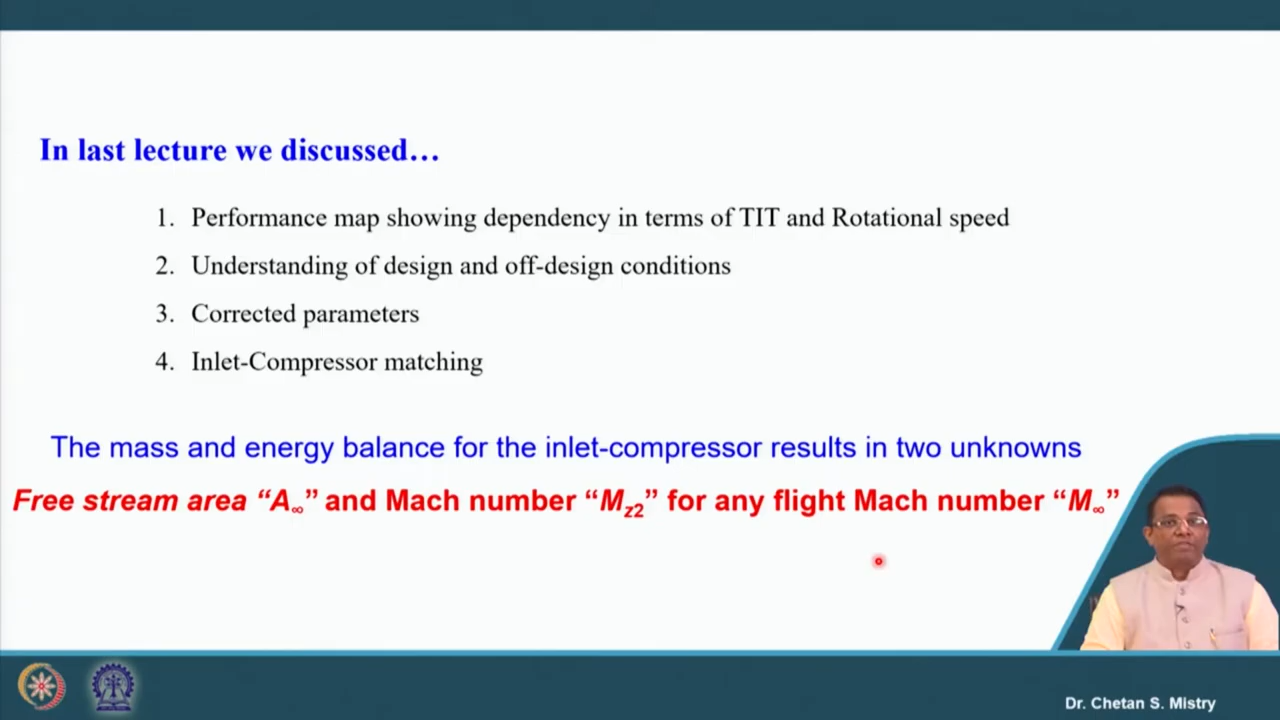 In last lecture we discussed…
1. Performance map showing dependency in terms of TIT and Rotational speed
2. Understanding of design and off-design conditions
3. Corrected parameters
4. Inlet-Compressor matching
The mass and energy balance for the inlet-compressor results in two unknowns
Free stream area “A∞” and Mach number “Mz2” for any flight Mach number “M∞”
Dr. Chetan S. Mistry